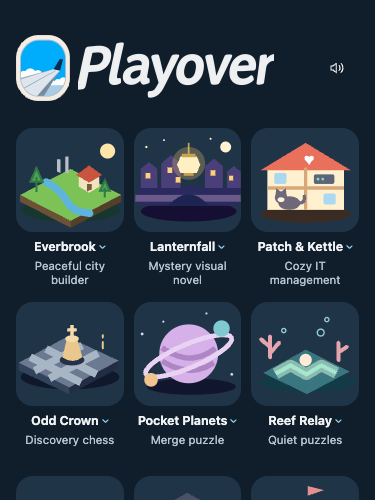 Playover
Everbrook
Lanternfall
Patch & Kettle
Peaceful city
builder
Mystery visual
novel
Cozy IT
management
Odd Crown
Pocket Planets
Reef Relay
Discovery chess
Merge puzzle
Quiet puzzles